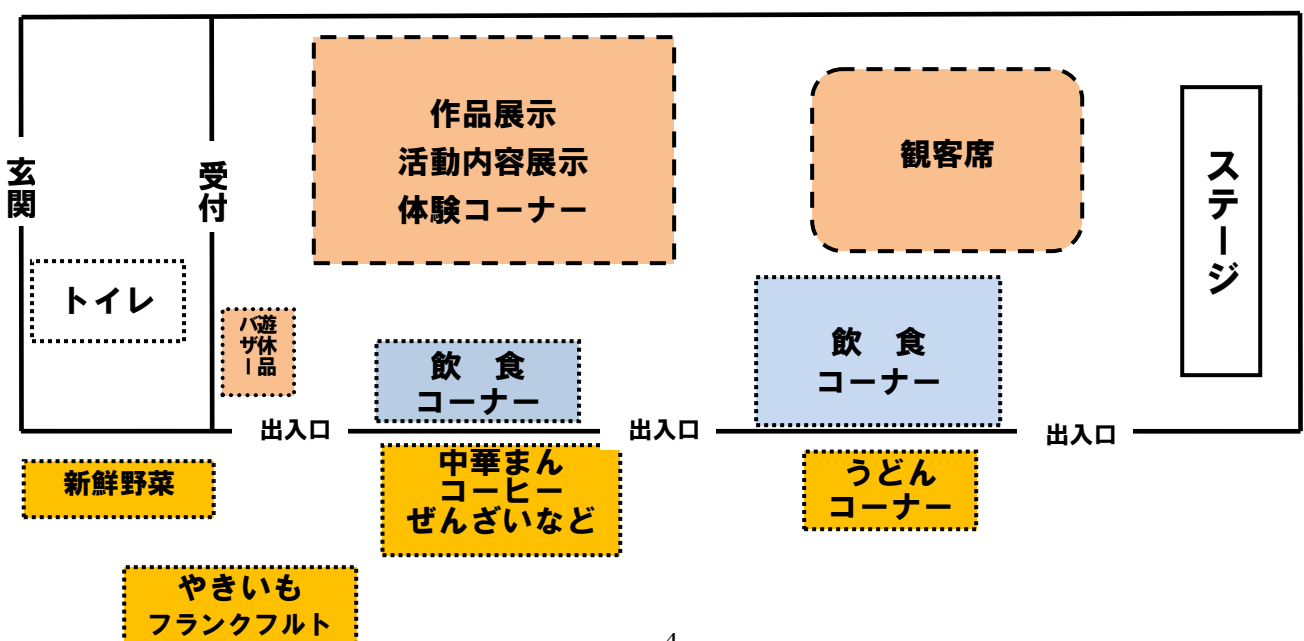 玄関
受付
作品展示
活動内容展示
体験コーナー
観客席
ステージ
トイレ
遊休品
バザー
飲　食
コーナー
飲　食
コーナー
出入口
出入口
出入口
新鮮野菜
中華まん
コーヒー
ぜんざいなど
うどん
コーナー
やきいも
フランクフルト
4